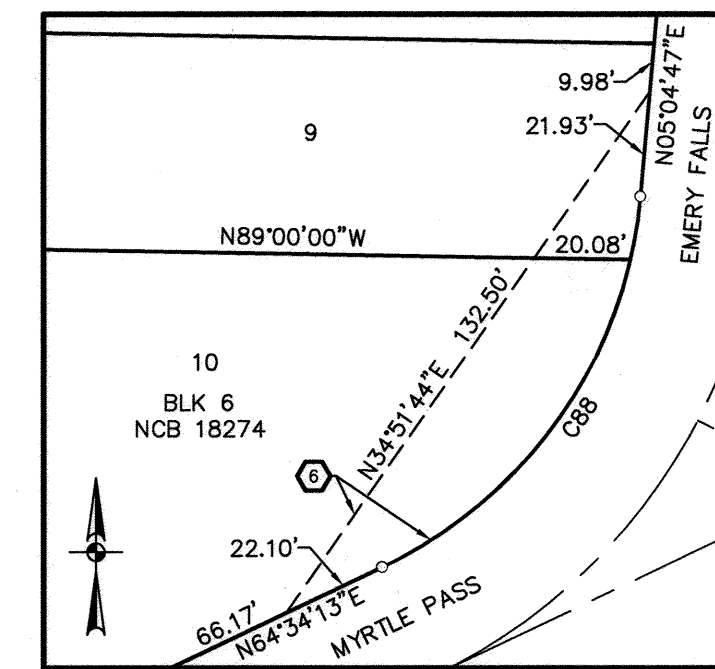 9.98'
21.93'
N05°04'47"E
EMERY FALLS
9
N89°00'00"W
20.08'
N34°51'44"E 132.50'
10
BLK 6
NCB 18274
C88
6
22.10'
66.17'
N64°34'13"E
MYRTLE PASS